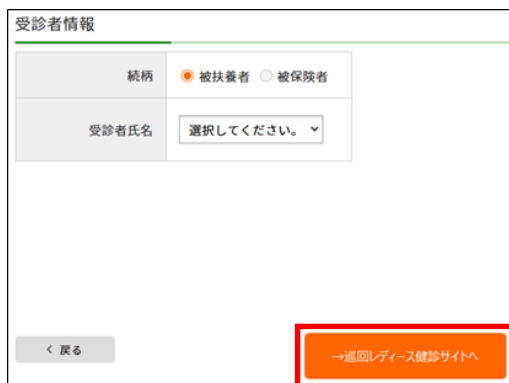 受診者情報
続柄 被扶養者 被保険者
受診者氏名 選択してください。
< 戻る →巡回レディース健診サイトへ